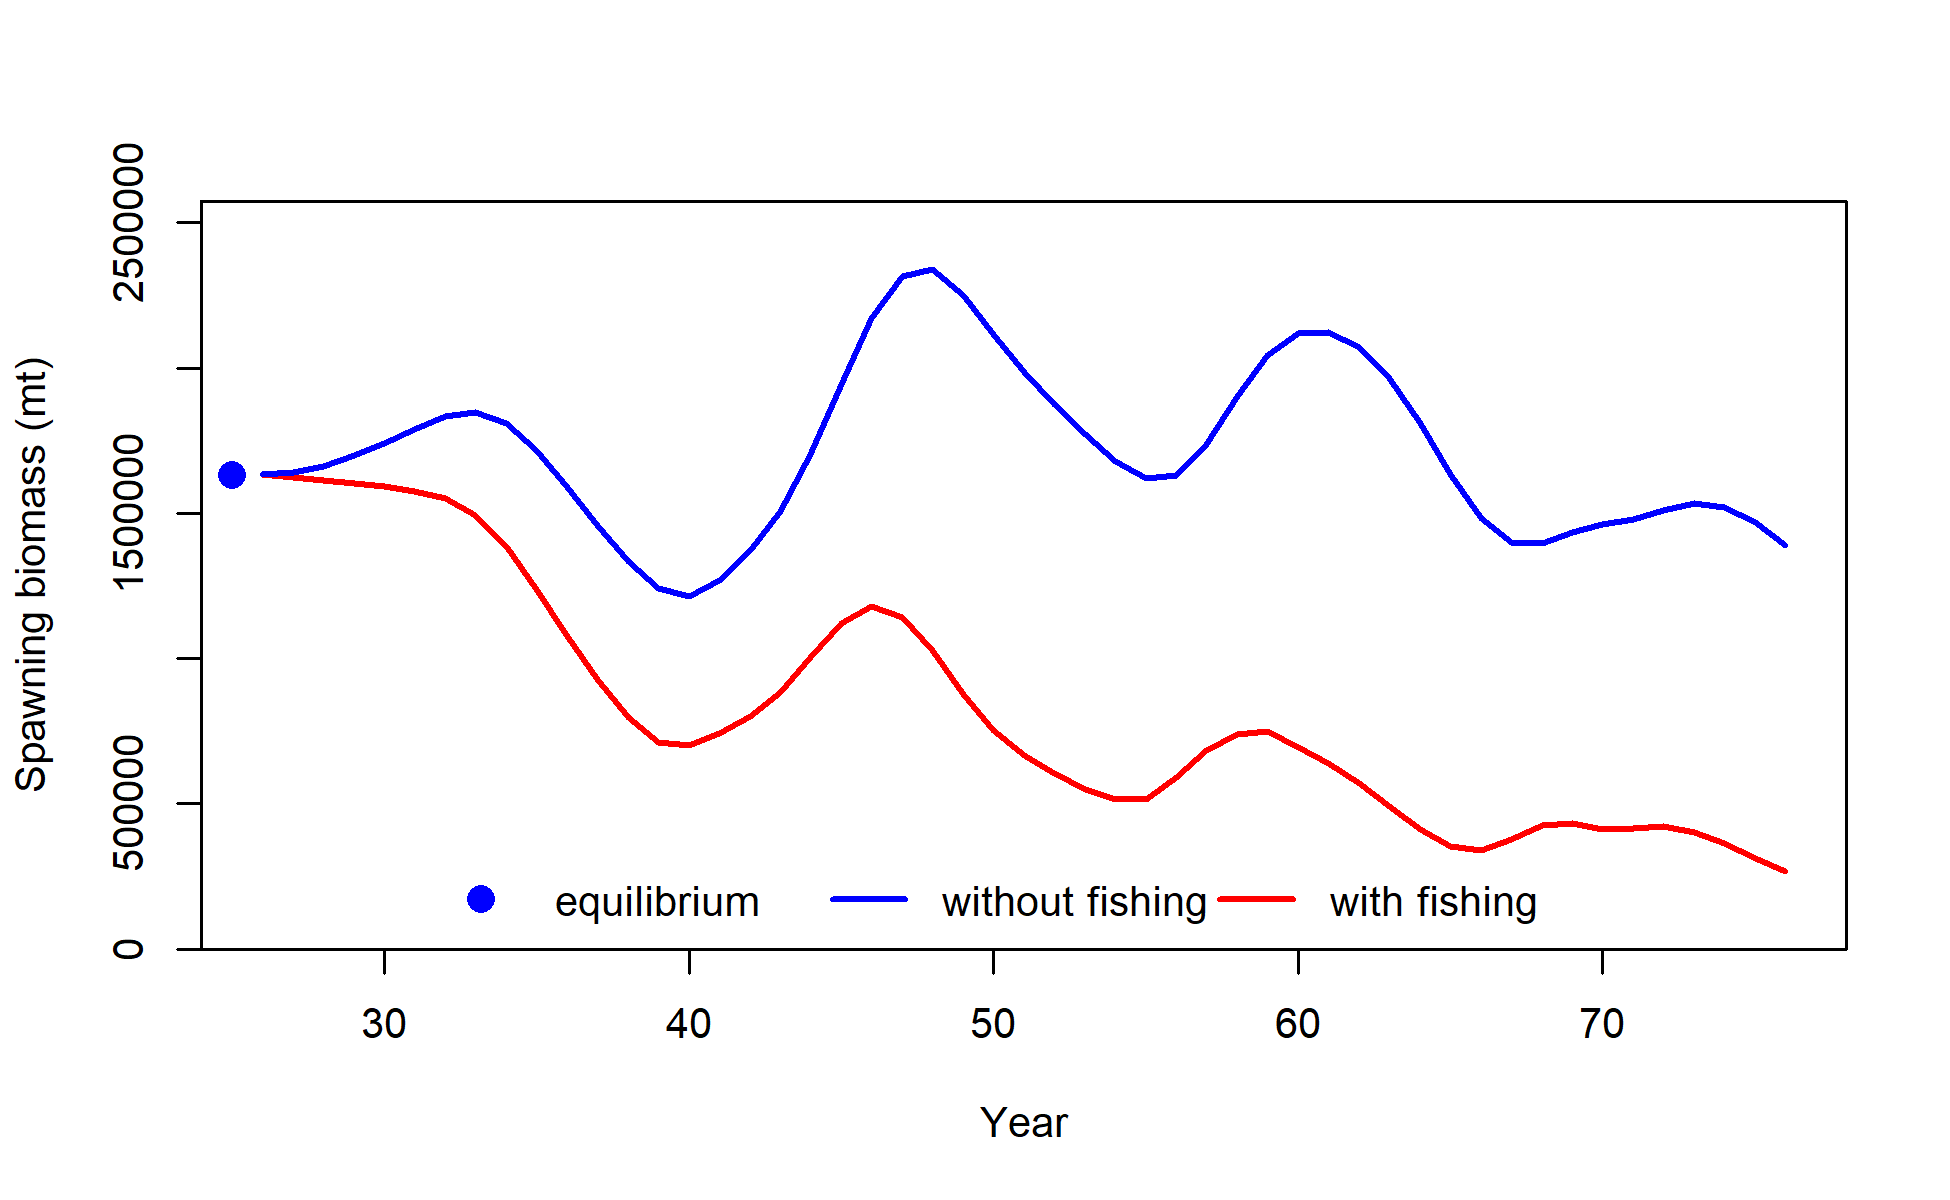 Spawning biomass (mt)
2500000
1500000
500000
0
equilibrium without fishing with fishing
30 40 50 60 70
Year